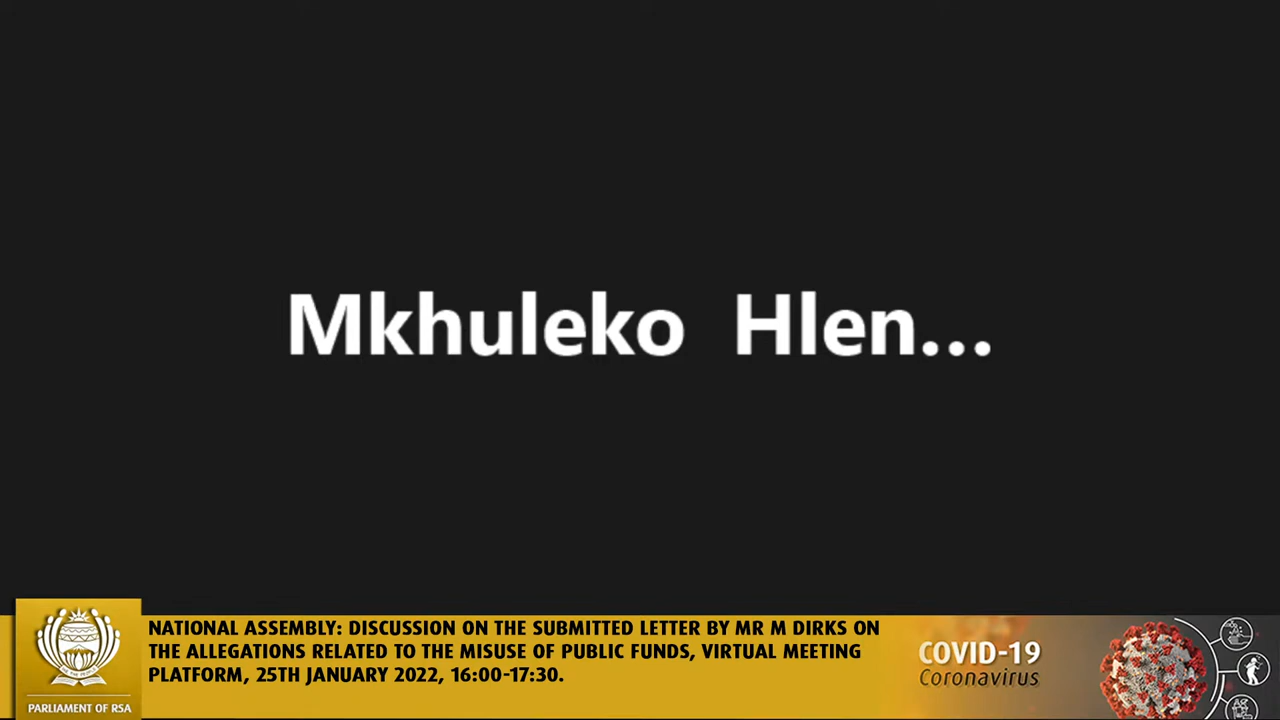 Mkhuleko Hlen...
NATIONAL ASSEMBLY: DISCUSSION ON THE SUBMITTED LETTER BY MR M DIRKS ON
THE ALLEGATIONS RELATED TO THE MISUSE OF PUBLIC FUNDS, VIRTUAL MEETING
PLATFORM, 25TH JANUARY 2022, 16:00-17:30.
PARLIAMENT OF RSA
COVID-19
Coronavirus